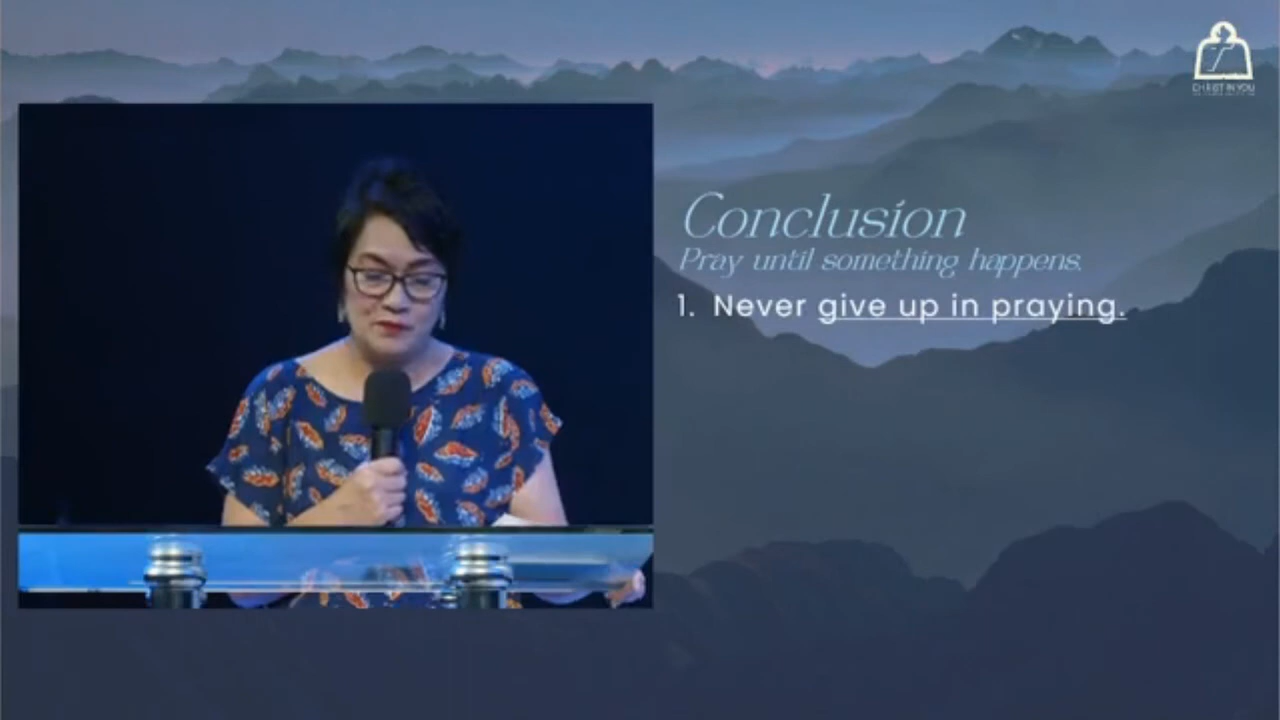 CHRIST IN YOU
Conclusion
Pray until something happens.
1. Never give up in praying.